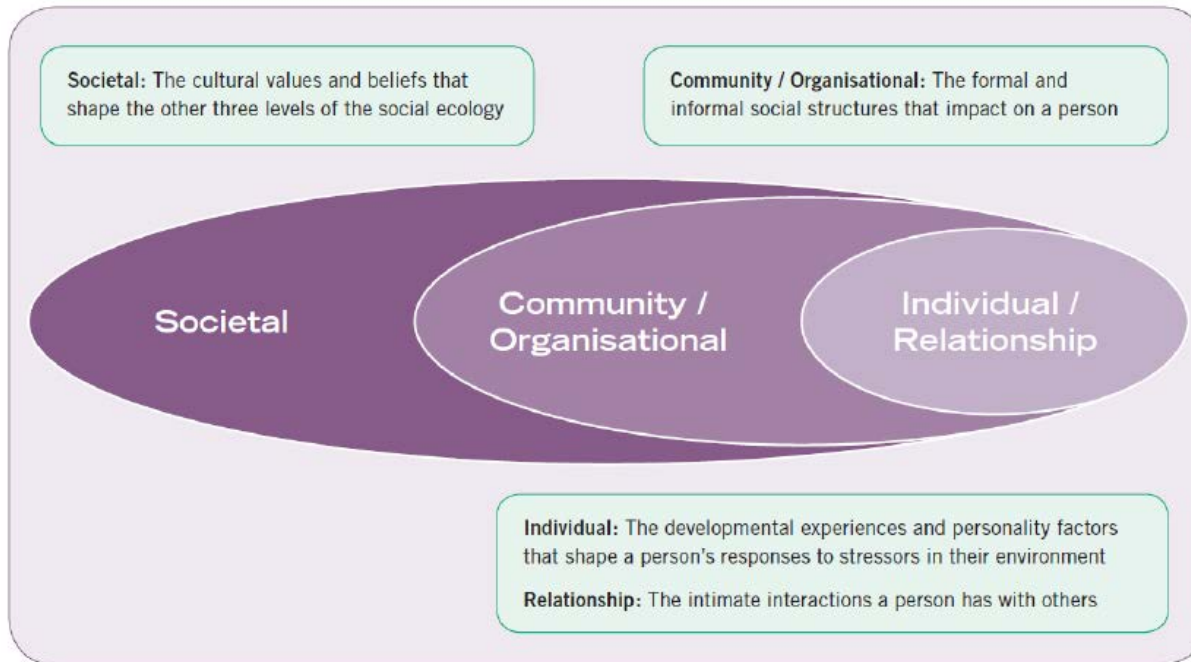 Societal: The cultural values and beliefs that
shape the other three levels of the social ecology
Community / Organisational: The formal and
informal social structures that impact on a person
Societal
Community /
Organisational
Individual /
Relationship
Individual: The developmental experiences and personality factors
that shape a person's responses to stressors in their environment
Relationship: The intimate interactions a person has with others